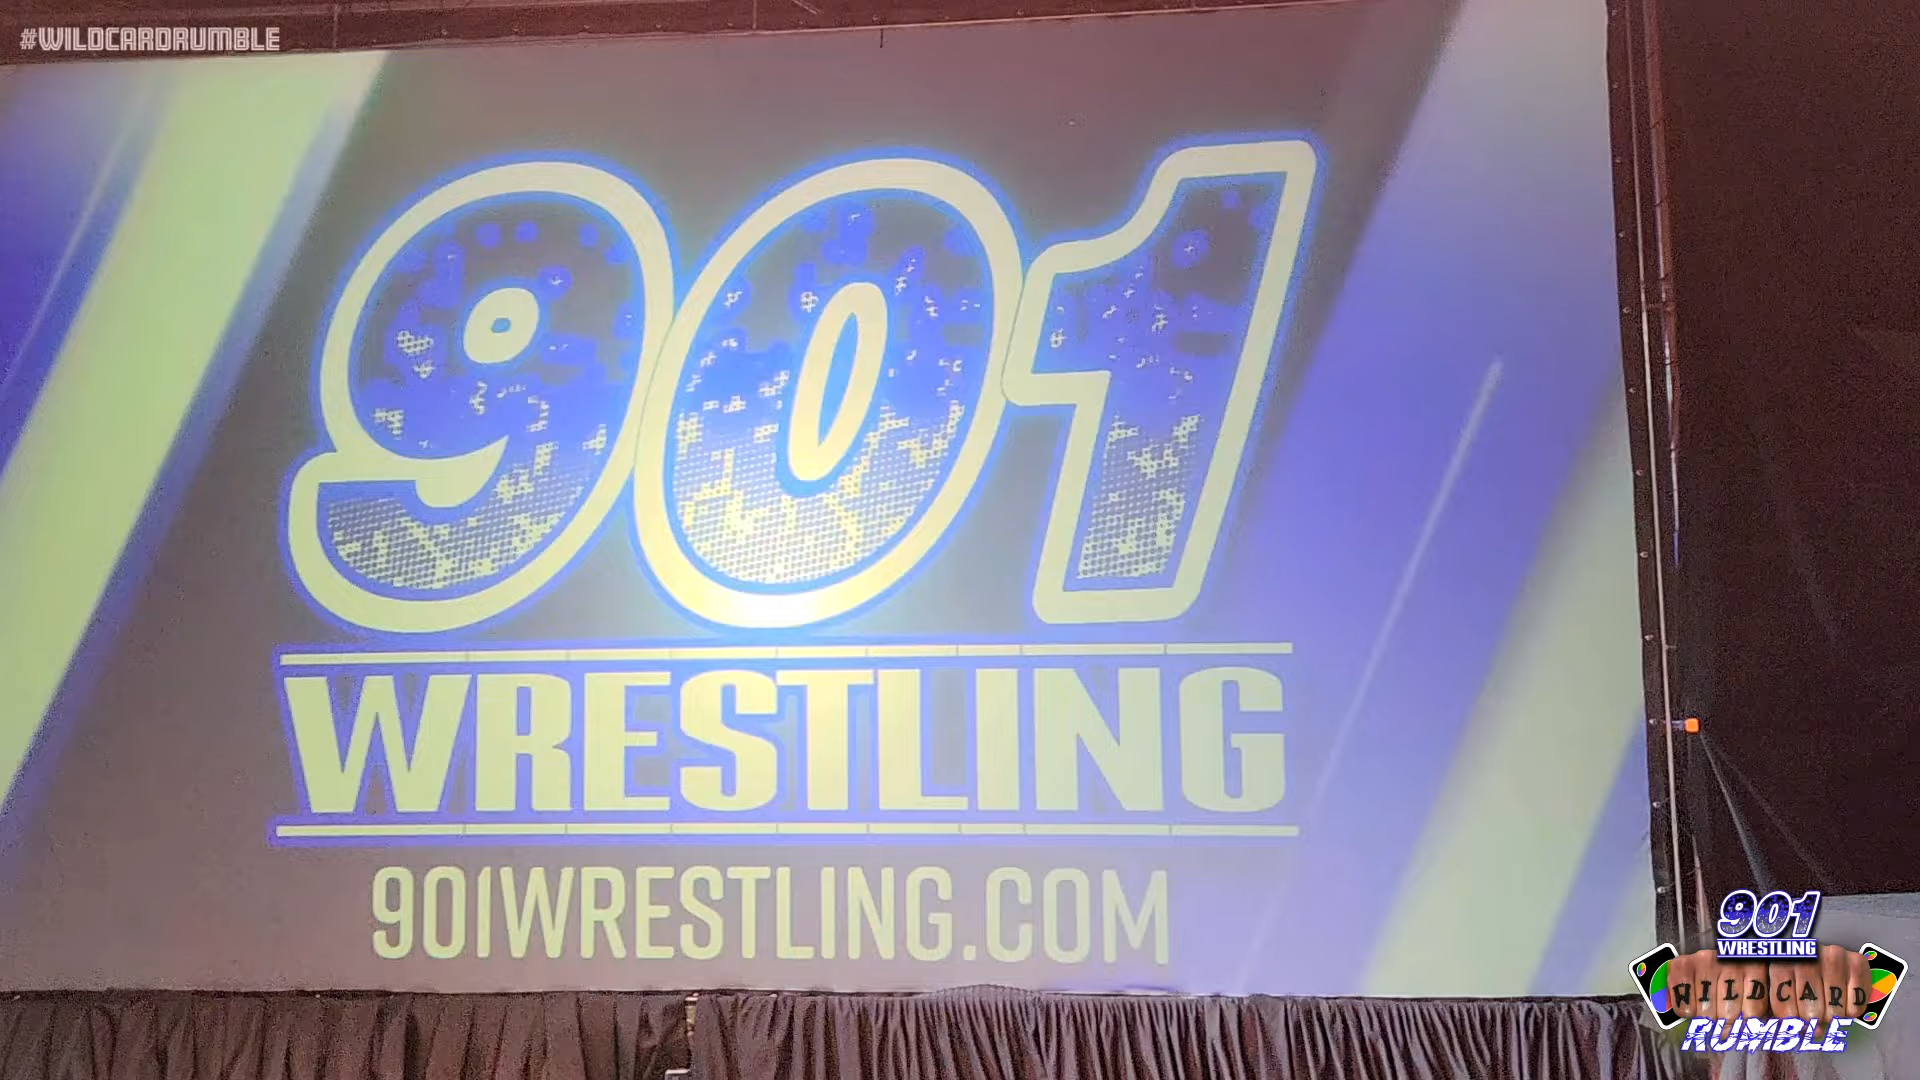 #WILDCARDRUMBLE
901
WRESTLING
901WRESTLING.COM
901
WRESTLING
WILDCARD
RUMBLE